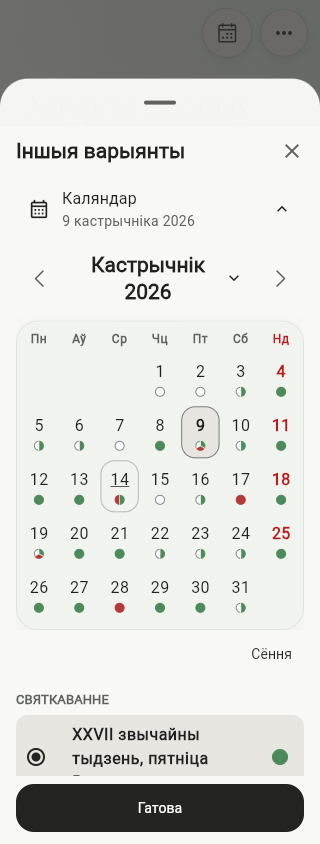 Іншыя варыянты
Каляндар
9 кастрычніка 2026
Кастрычнік
2026
Пн Аў Ср Чц Пт Сб Нд
1 2 3 4
5 6 7 8 9 10 11
12 13 14 15 16 17 18
19 20 21 22 23 24 25
26 27 28 29 30 31
Сёння
СВЯТКАВАННЕ
XXVII звычайны
тыдзень, пятніца
Гатова